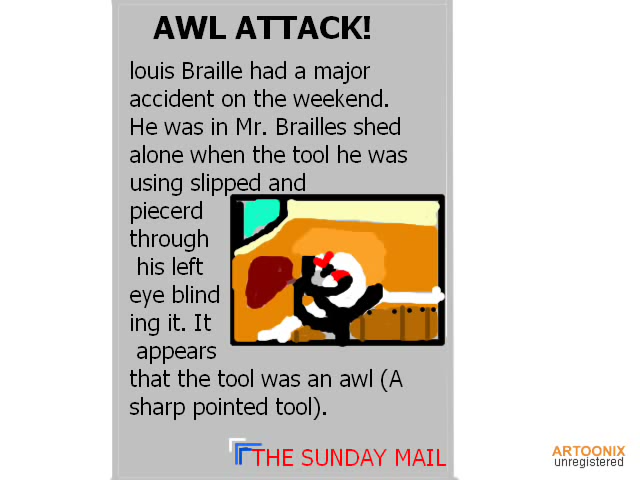 AWL ATTACK!
louis Braille had a major
accident on the weekend.
He was in Mr. Brailles shed
alone when the tool he was
using slipped and
piecerd
through
his left
eye blind
ing it. It
appears
that the tool was an awl (A
sharp pointed tool).
THE SUNDAY MAIL
ARTOONIX
unregistered